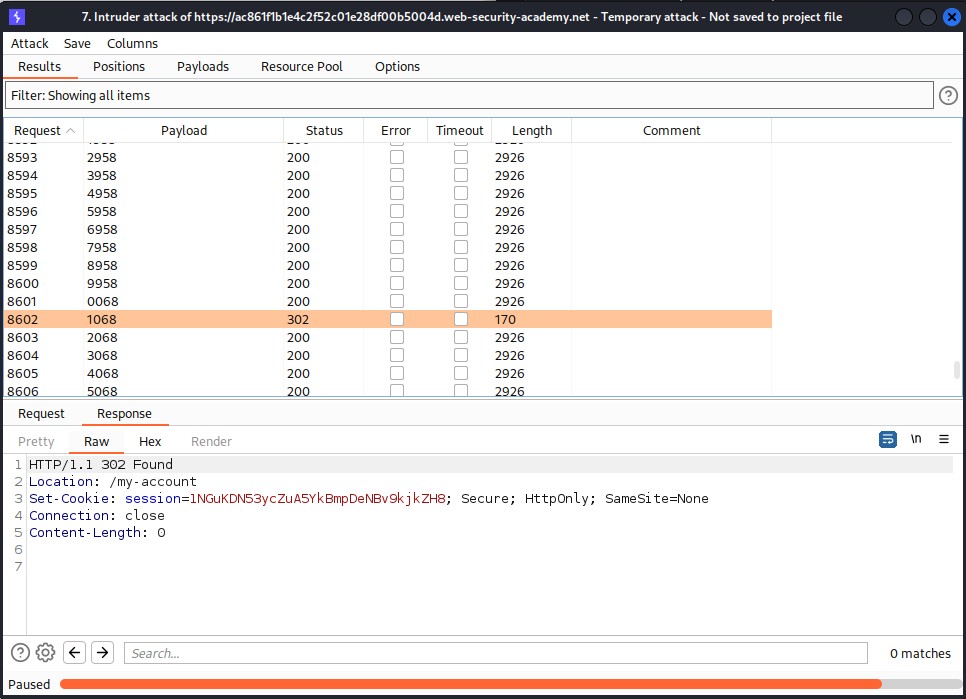 7. Intruder attack of https://ac861f1b1e4c2f52c01e28df00b5004d.web-security-academy.net - Temporary attack - Not saved to project file
Attack Save Columns
Results Positions Payloads Resource Pool Options
Filter: Showing all items
?
Request Payload Status Error Timeout Length Comment
8593 2958 200 2926
8594 3958 200 2926
8595 4958 200 2926
8596 5958 200 2926
8597 6958 200 2926
8598 7958 200 2926
8599 8958 200 2926
8600 9958 200 2926
8601 0068 200 2926
8602 1068 302 170
8603 2068 200 2926
8604 3068 200 2926
8605 4068 200 2926
8606 5068 200 2926
Request Response
Pretty Raw Hex Render \n
1 HTTP/1.1 302 Found
2 Location: /my-account
3 Set-Cookie: session=1NGuKDN53ycZuA5YkBmpDeNBv9kjkZH8; Secure; HttpOnly; SameSite=None
4 Connection: close
5 Content-Length: 0
6
7
? Search... 0 matches
Paused